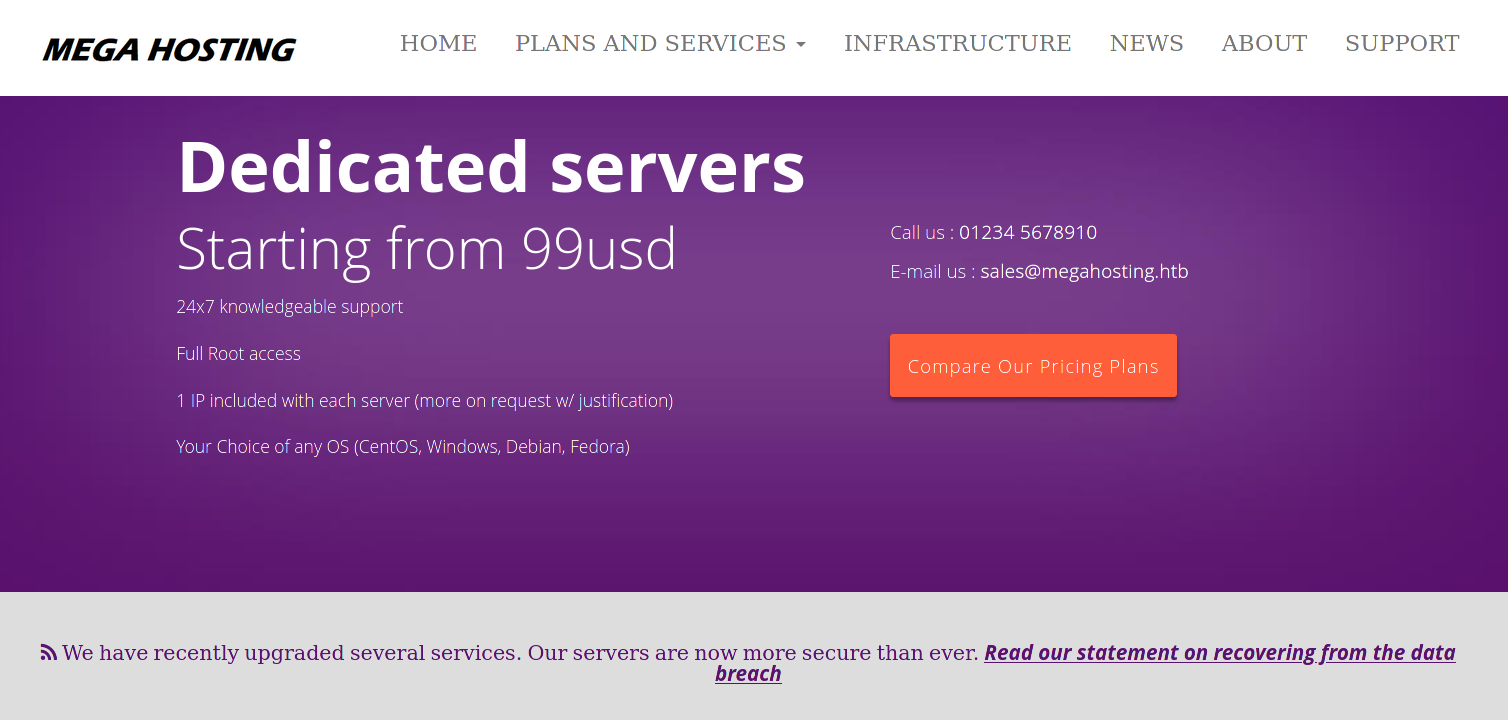 MEGA HOSTING
HOME
PLANS AND SERVICES
INFRASTRUCTURE
NEWS
ABOUT
SUPPORT
Dedicated servers
Starting from 99usd
24x7 knowledgeable support
Full Root access
1 IP included with each server (more on request w/ justification)
Your Choice of any OS (CentOS, Windows, Debian, Fedora)
Call us : 01234 5678910
E-mail us : sales@megahosting.htb
Compare Our Pricing Plans
We have recently upgraded several services. Our servers are now more secure than ever. Read our statement on recovering from the data
breach